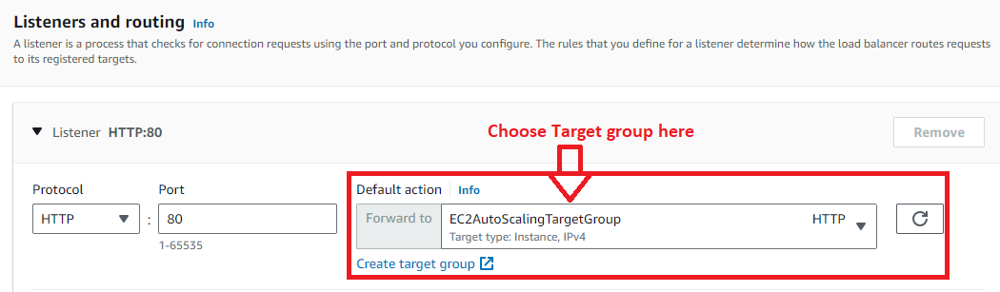 Listeners and routing Info
A listener is a process that checks for connection requests using the port and protocol you configure. The rules that you define for a listener determine how the load balancer routes requests
to its registered targets.
Choose Target group here
Listener HTTP:80
Remove
Protocol
Port
Default action Info
HTTP
:
80
Forward to
EC2AutoScalingTargetGroup
HTTP
Target type: Instance, IPv4
1-65535
Create target group